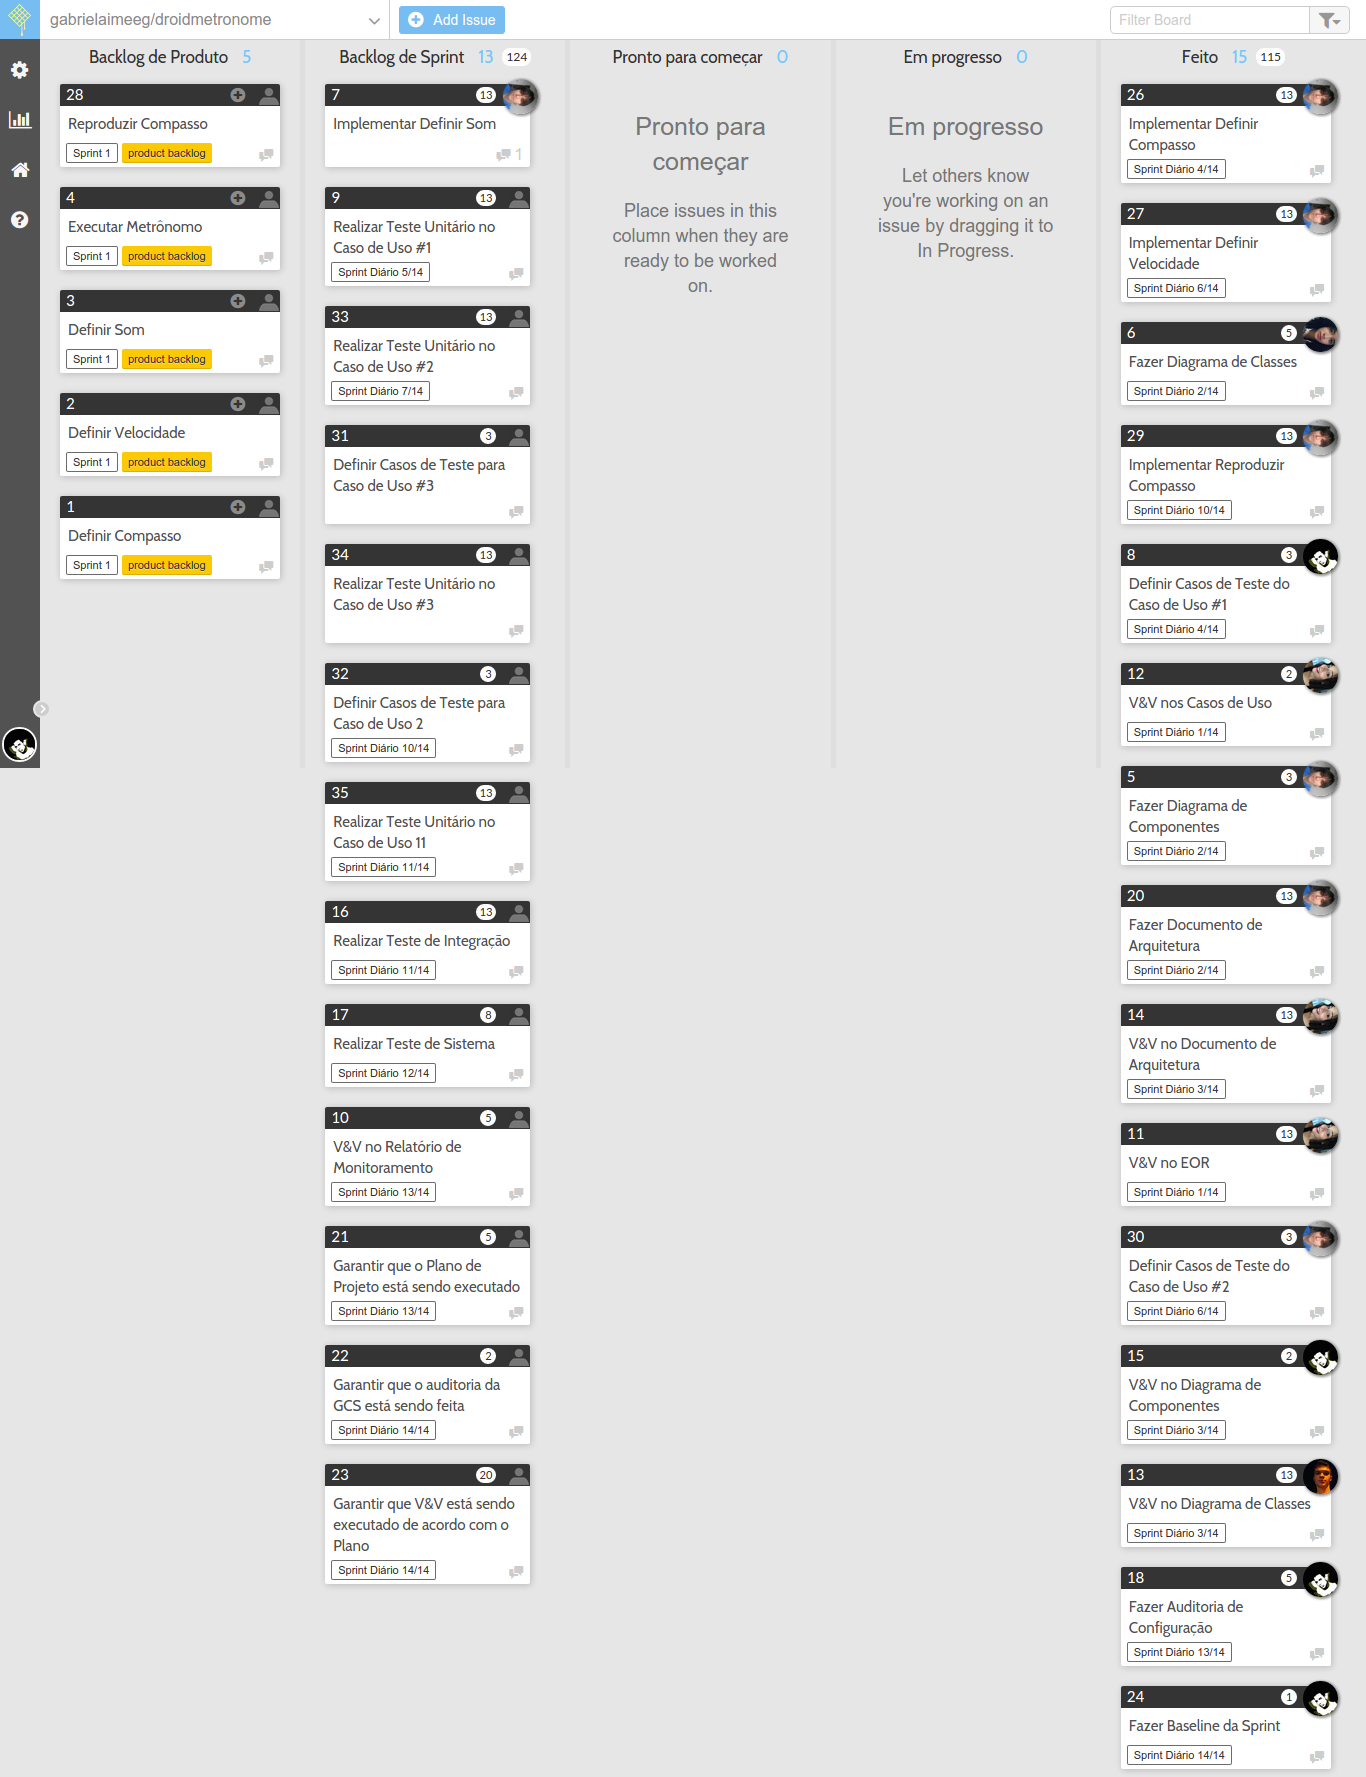 gabrielaimeeg/droidmetronome
Add Issue
Filter Board
Backlog de Produto 5
28
Reproduzir Compasso
Sprint 1 product backlog
4
Executar Metrônomo
Sprint 1 product backlog
3
Definir Som
Sprint 1 product backlog
2
Definir Velocidade
Sprint 1 product backlog
1
Definir Compasso
Sprint 1 product backlog
Backlog de Sprint 13 124
7 13
Implementar Definir Som
1
9 13
Realizar Teste Unitário no
Caso de Uso #1
Sprint Diário 5/14
33 13
Realizar Teste Unitário no
Caso de Uso #2
Sprint Diário 7/14
31 3
Definir Casos de Teste para
Caso de Uso #3
34 13
Realizar Teste Unitário no
Caso de Uso #3
32 3
Definir Casos de Teste para
Caso de Uso 2
Sprint Diário 10/14
35 13
Realizar Teste Unitário no
Caso de Uso 11
Sprint Diário 11/14
16 13
Realizar Teste de Integração
Sprint Diário 11/14
17 8
Realizar Teste de Sistema
Sprint Diário 12/14
10 5
V&V no Relatório de
Monitoramento
Sprint Diário 13/14
21 5
Garantir que o Plano de
Projeto está sendo executado
Sprint Diário 13/14
22 2
Garantir que o auditoria da
GCS está sendo feita
Sprint Diário 14/14
23 20
Garantir que V&V está sendo
executado de acordo com o
Plano
Sprint Diário 14/14
Pronto para começar 0
Pronto para
começar
Place issues in this
column when they are
ready to be worked
on.
Em progresso 0
Em progresso
Let others know
you're working on an
issue by dragging it to
In Progress.
Feito 15 115
26 13
Implementar Definir
Compasso
Sprint Diário 4/14
27 13
Implementar Definir
Velocidade
Sprint Diário 6/14
6 5
Fazer Diagrama de Classes
Sprint Diário 2/14
29 13
Implementar Reproduzir
Compasso
Sprint Diário 10/14
8 3
Definir Casos de Teste do
Caso de Uso #1
Sprint Diário 4/14
12 2
V&V nos Casos de Uso
Sprint Diário 1/14
5 3
Fazer Diagrama de
Componentes
Sprint Diário 2/14
20 13
Fazer Documento de
Arquitetura
Sprint Diário 2/14
14 13
V&V no Documento de
Arquitetura
Sprint Diário 3/14
11 13
V&V no EOR
Sprint Diário 1/14
30 3
Definir Casos de Teste do
Caso de Uso #2
Sprint Diário 6/14
15 2
V&V no Diagrama de
Componentes
Sprint Diário 3/14
13 13
V&V no Diagrama de Classes
Sprint Diário 3/14
18 5
Fazer Auditoria de
Configuração
Sprint Diário 13/14
24 1
Fazer Baseline da Sprint
Sprint Diário 14/14